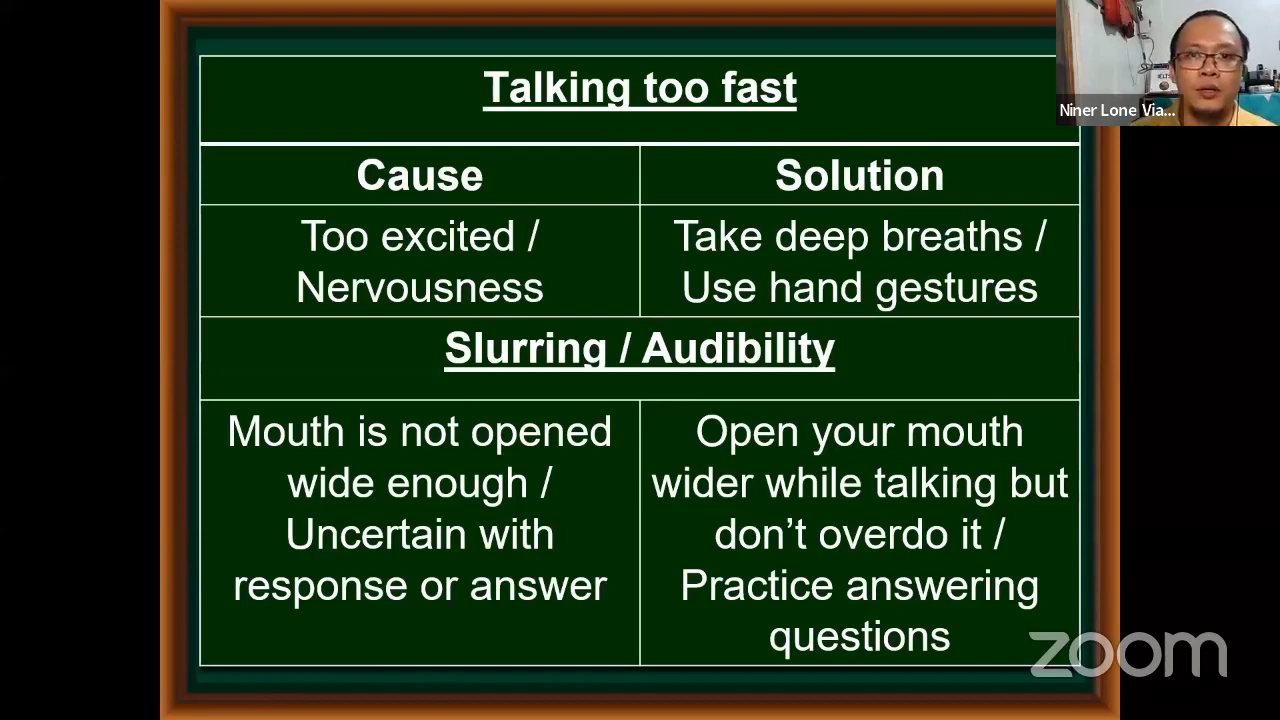 Talking too fast
Cause
Solution
Too excited /
Nervousness
Take deep breaths /
Use hand gestures
Slurring / Audibility
Mouth is not opened
wide enough /
Uncertain with
response or answer
Open your mouth
wider while talking but
don’t overdo it /
Practice answering
questions
Niner Lone Via...
zoom